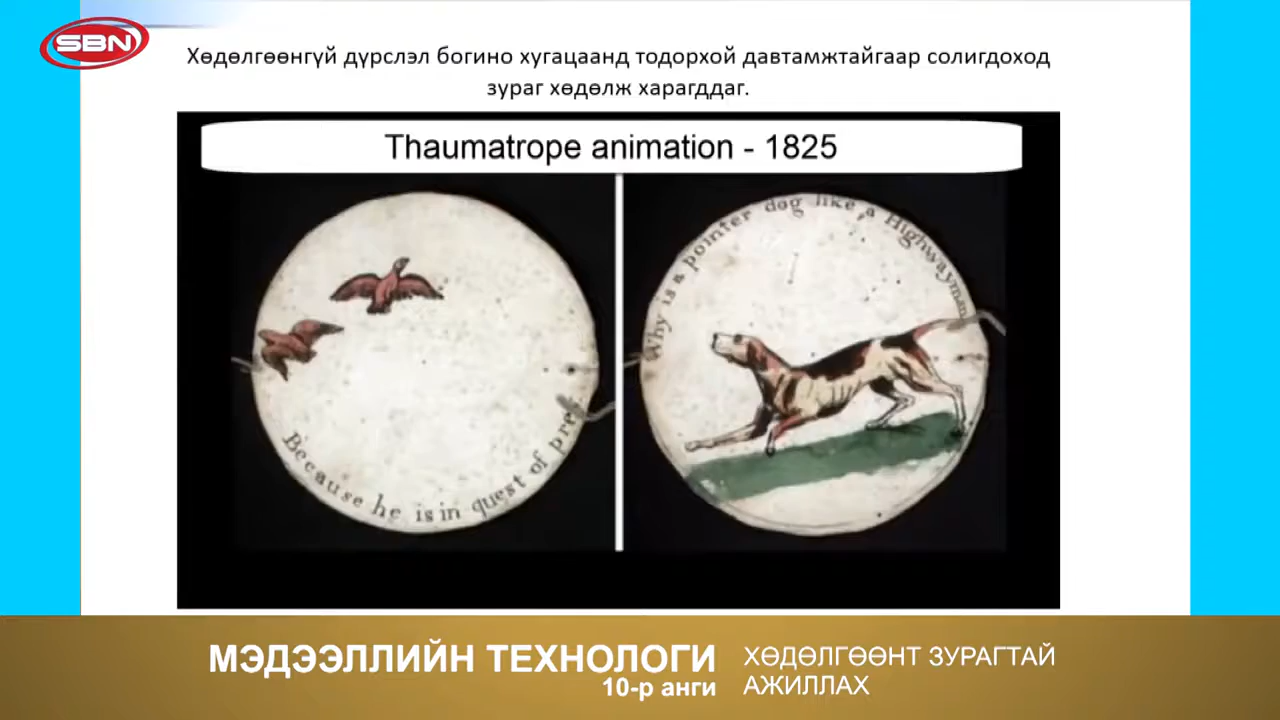 SBN
Хөдөлгөөнгүй дүрслэл богино хугацаанд тодорхой давтамжтайгаар солигдоход
зураг хөдөлж харагддаг.
Thaumatrope animation - 1825
Because he is in quest of pre
Why is a pointer dog like a Highwayman
МЭДЭЭЛЛИЙН ТЕХНОЛОГИ
10-р анги
ХӨДӨЛГӨӨНТ ЗУРАГТАЙ
АЖИЛЛАХ